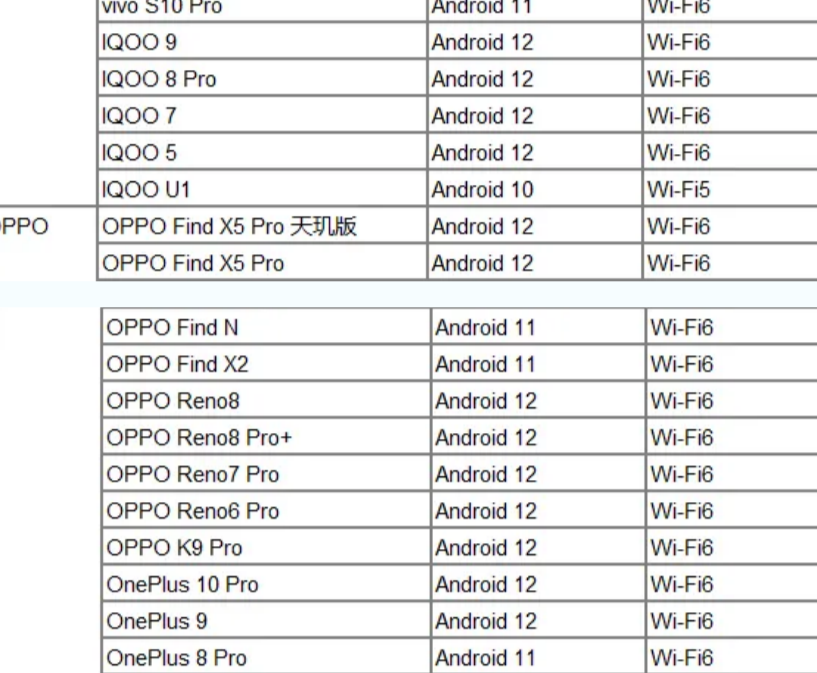 vivo S10 Pro Android 11 Wi-Fi6
IQOO 9 Android 12 Wi-Fi6
IQOO 8 Pro Android 12 Wi-Fi6
IQOO 7 Android 12 Wi-Fi6
IQOO 5 Android 12 Wi-Fi6
IQOO U1 Android 10 Wi-Fi5
OPPO OPPO Find X5 Pro 天玑版 Android 12 Wi-Fi6
OPPO Find X5 Pro Android 12 Wi-Fi6
OPPO Find N Android 11 Wi-Fi6
OPPO Find X2 Android 11 Wi-Fi6
OPPO Reno8 Android 12 Wi-Fi6
OPPO Reno8 Pro+ Android 12 Wi-Fi6
OPPO Reno7 Pro Android 12 Wi-Fi6
OPPO Reno6 Pro Android 12 Wi-Fi6
OPPO K9 Pro Android 12 Wi-Fi6
OnePlus 10 Pro Android 12 Wi-Fi6
OnePlus 9 Android 12 Wi-Fi6
OnePlus 8 Pro Android 11 Wi-Fi6